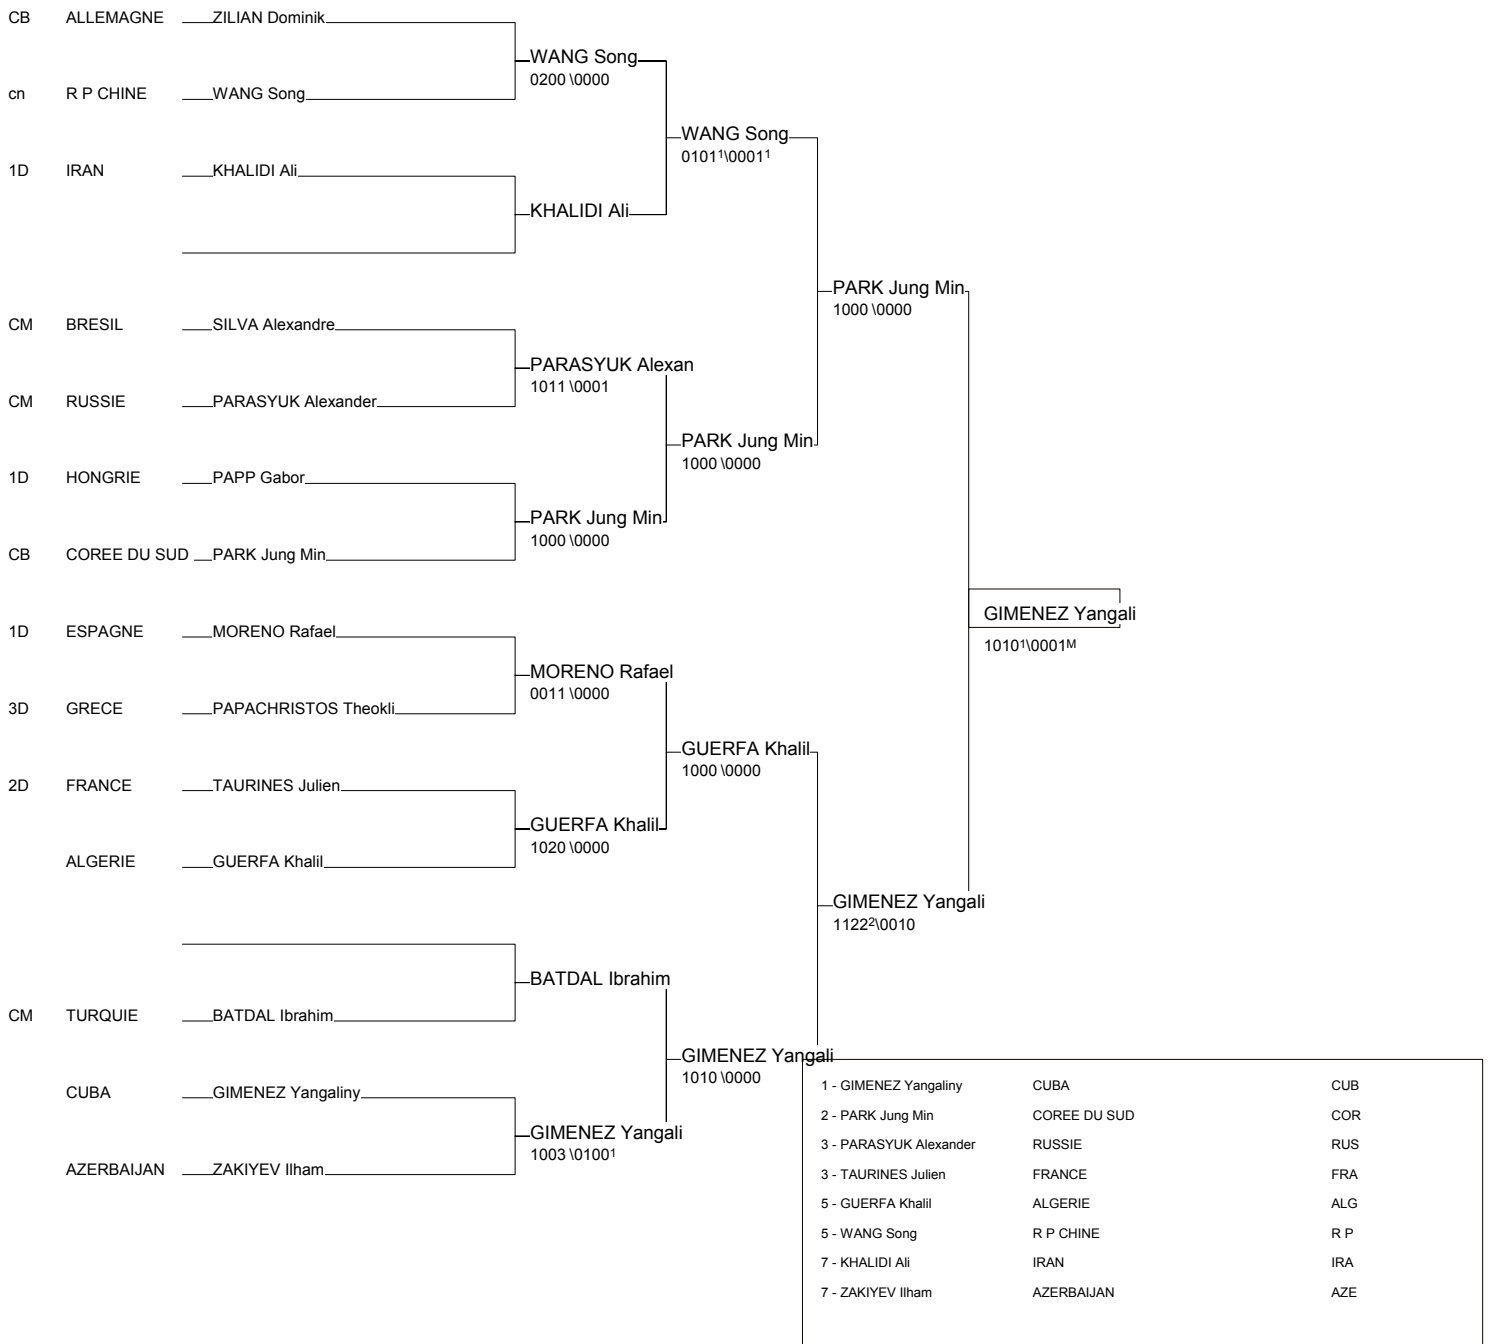 CB ALLEMAGNE ZILIAN Dominik
WANG Song
0200 \0000
cn R P CHINE WANG Song
WANG Song
0101¹\0001¹
1D IRAN KHALIDI Ali
KHALIDI Ali
PARK Jung Min
1000 \0000
CM BRESIL SILVA Alexandre
PARASYUK Alexan
1011 \0001
CM RUSSIE PARASYUK Alexander
PARK Jung Min
1000 \0000
1D HONGRIE PAPP Gabor
PARK Jung Min
1000 \0000
CB COREE DU SUD PARK Jung Min
GIMENEZ Yangali
1010¹\0001ᴹ
1D ESPAGNE MORENO Rafael
MORENO Rafael
0011 \0000
3D GRECE PAPACHRISTOS Theokli
GUERFA Khalil
1000 \0000
2D FRANCE TAURINES Julien
GUERFA Khalil
1020 \0000
ALGERIE GUERFA Khalil
GIMENEZ Yangali
1122²\0010
BATDAL Ibrahim
CM TURQUIE BATDAL Ibrahim
GIMENEZ Yangali
1010 \0000
CUBA GIMENEZ Yangaliny
GIMENEZ Yangali
1003 \0100¹
AZERBAIJAN ZAKIYEV Ilham
1 - GIMENEZ Yangaliny CUBA CUB
2 - PARK Jung Min COREE DU SUD COR
3 - PARASYUK Alexander RUSSIE RUS
3 - TAURINES Julien FRANCE FRA
5 - GUERFA Khalil ALGERIE ALG
5 - WANG Song R P CHINE R P
7 - KHALIDI Ali IRAN IRA
7 - ZAKIYEV Ilham AZERBAIJAN AZE